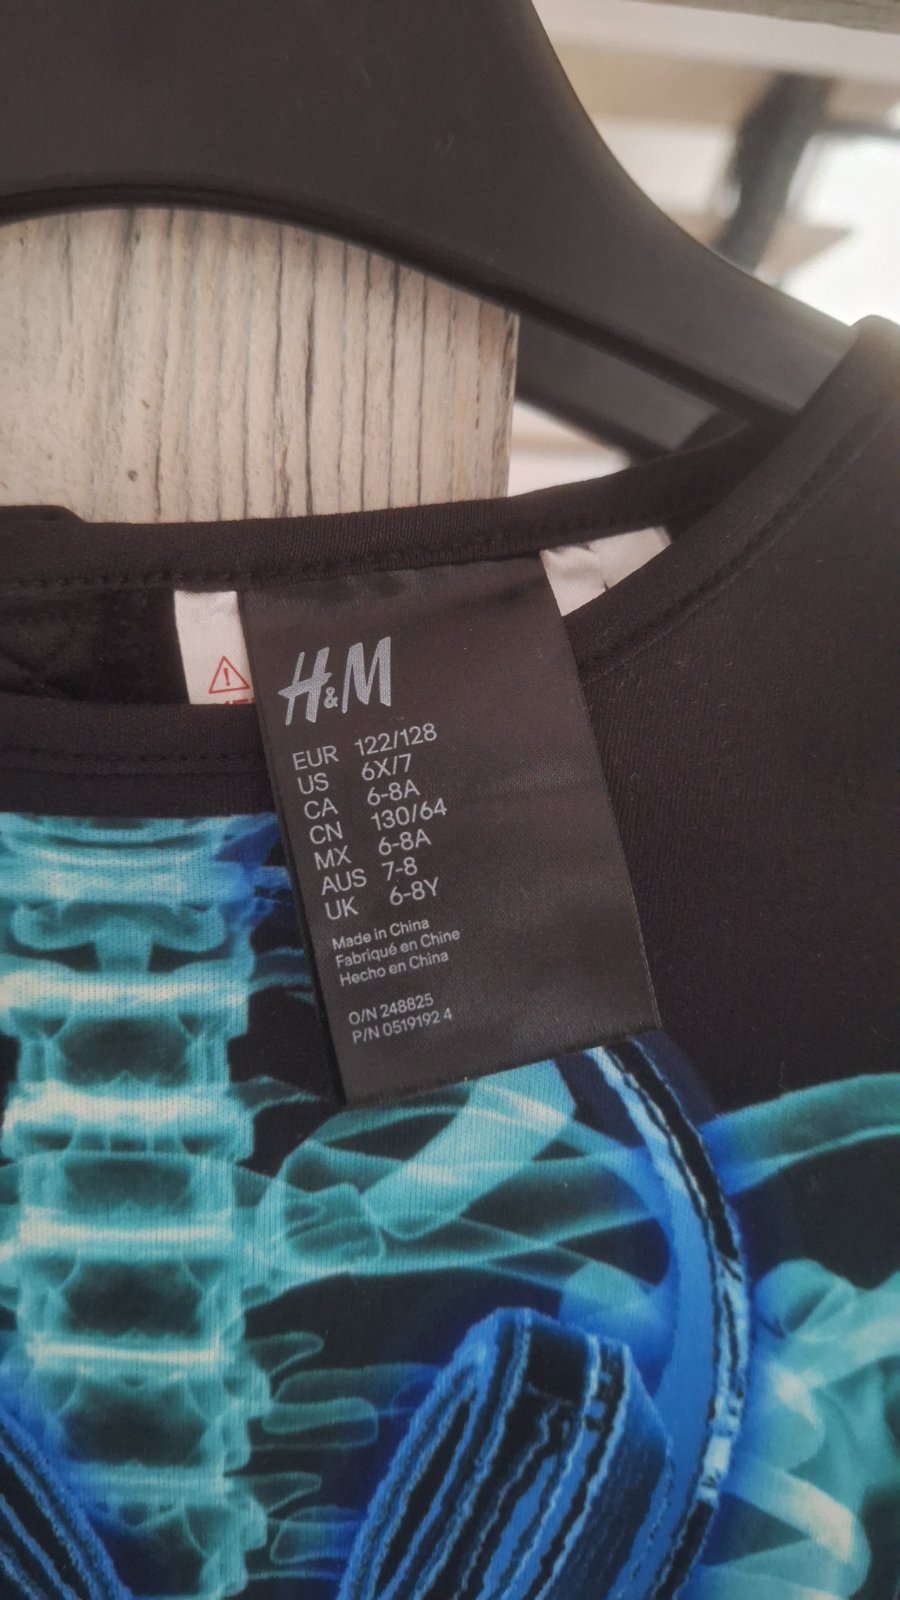 H&M
EUR 122/128
US 6X/7
CA 6-8A
CN 130/64
MX 6-8A
AUS 7-8
UK 6-8Y
Made in China
Fabriqué en Chine
Hecho en China
O/N 248825
P/N 0519192 4